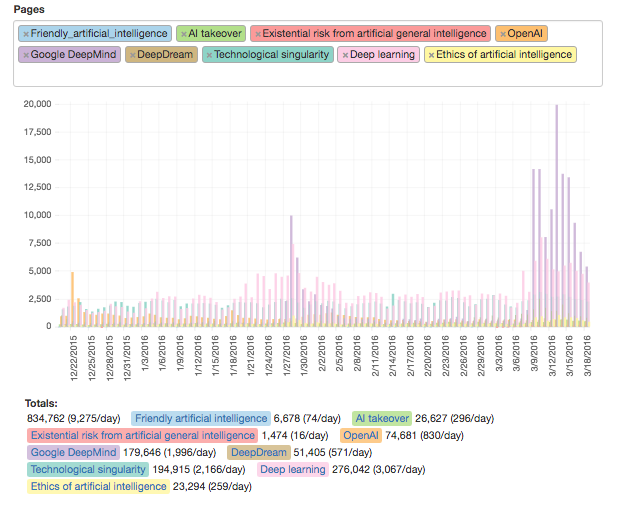 Pages
×Friendly_artificial_intelligence ×AI takeover ×Existential risk from artificial general intelligence ×OpenAI
×Google DeepMind ×DeepDream ×Technological singularity ×Deep learning ×Ethics of artificial intelligence
20,000
17,500
15,000
12,500
10,000
7,500
5,000
2,500
0
12/22/2015 12/25/2015 12/28/2015 12/31/2015 1/3/2016 1/6/2016 1/9/2016 1/12/2016 1/15/2016 1/18/2016 1/21/2016 1/24/2016 1/27/2016 1/30/2016 2/2/2016 2/5/2016 2/8/2016 2/11/2016 2/14/2016 2/17/2016 2/20/2016 2/23/2016 2/26/2016 2/29/2016 3/3/2016 3/6/2016 3/9/2016 3/12/2016 3/15/2016 3/18/2016
Totals:
834,762 (9,275/day) Friendly artificial intelligence 6,678 (74/day) AI takeover 26,627 (296/day)
Existential risk from artificial general intelligence 1,474 (16/day) OpenAI 74,681 (830/day)
Google DeepMind 179,646 (1,996/day) DeepDream 51,405 (571/day)
Technological singularity 194,915 (2,166/day) Deep learning 276,042 (3,067/day)
Ethics of artificial intelligence 23,294 (259/day)